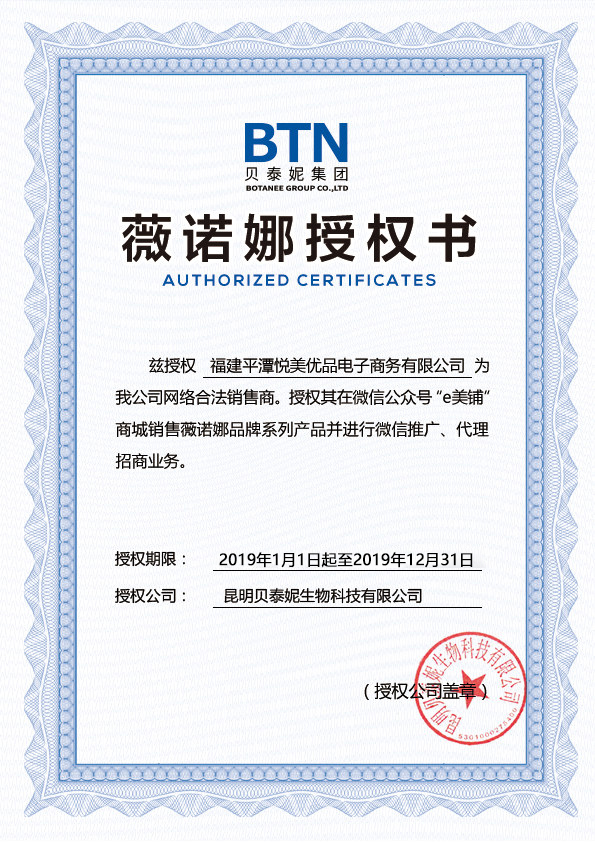 BTN
贝泰妮集团
BOTANEE GROUP CO.,LTD
薇诺娜授权书
AUTHORIZED CERTIFICATES
兹授权 福建平潭悦美优品电子商务有限公司 为
我公司网络合法销售商。授权其在微信公众号“e美铺”
商城销售薇诺娜品牌系列产品并进行微信推广、代理
招商业务。
授权期限： 2019年1月1日起至2019年12月31日
授权公司： 昆明贝泰妮生物科技有限公司
（授权公司盖章）
昆明贝泰妮生物科技有限公司